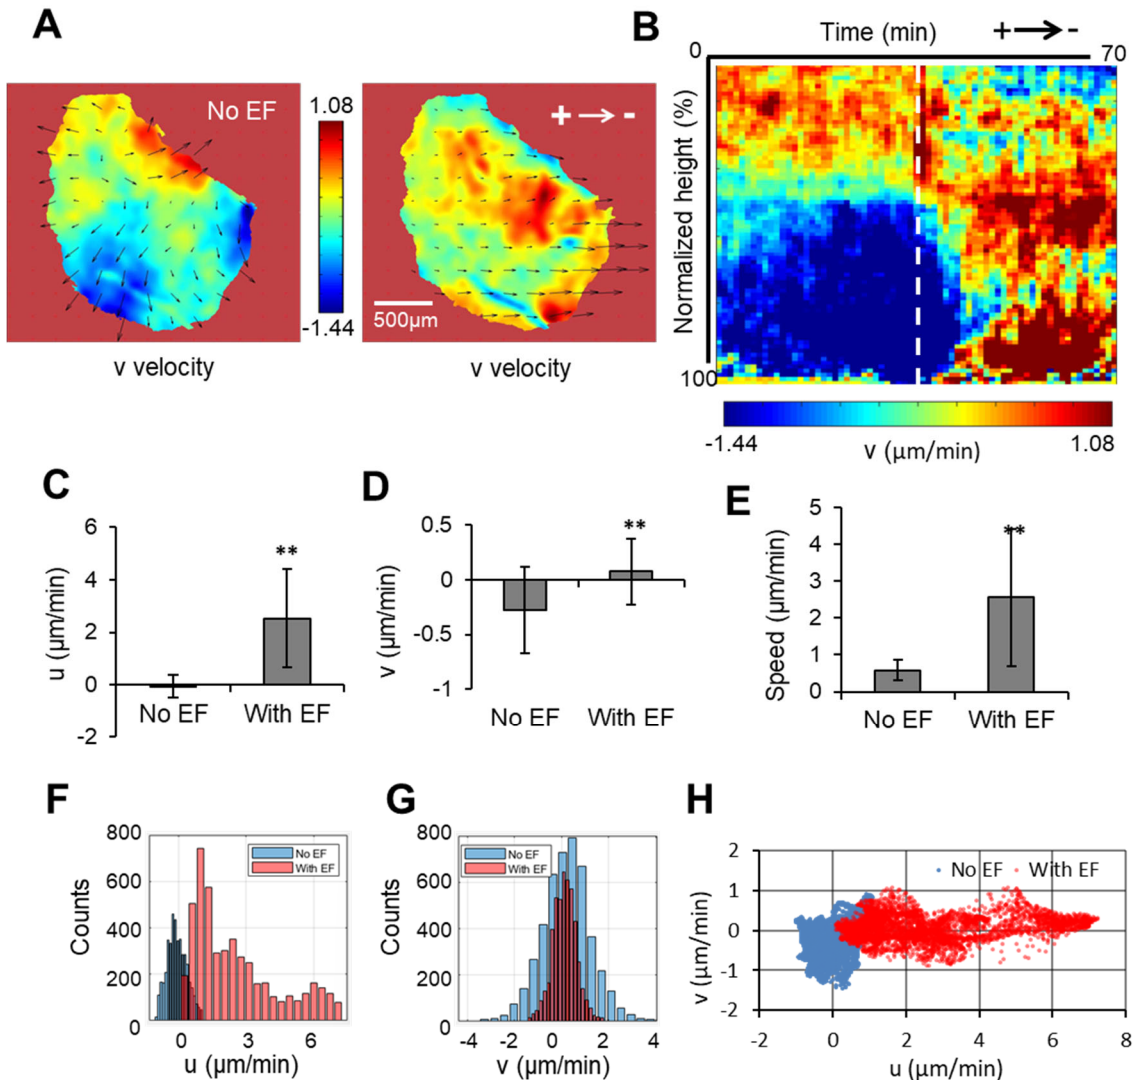 A
No EF
1.08
-1.44
v velocity
+ → -
500µm
v velocity
B
Time (min)
+ → -
0
70
Normalized height (%)
100
-1.44
1.08
v (µm/min)
C
u (µm/min)
6
4
2
0
-2
**
No EF
With EF
D
v (µm/min)
0.5
0
-0.5
-1
**
No EF
With EF
E
Speed (µm/min)
5
4
3
2
1
0
**
No EF
With EF
F
Counts
800
600
400
200
0
No EF
With EF
0
3
6
u (µm/min)
G
Counts
800
600
400
200
0
No EF
With EF
-4
-2
0
2
4
v (µm/min)
H
v (µm/min)
2
1
0
-1
-2
No EF
With EF
-2
0
2
4
6
8
u (µm/min)